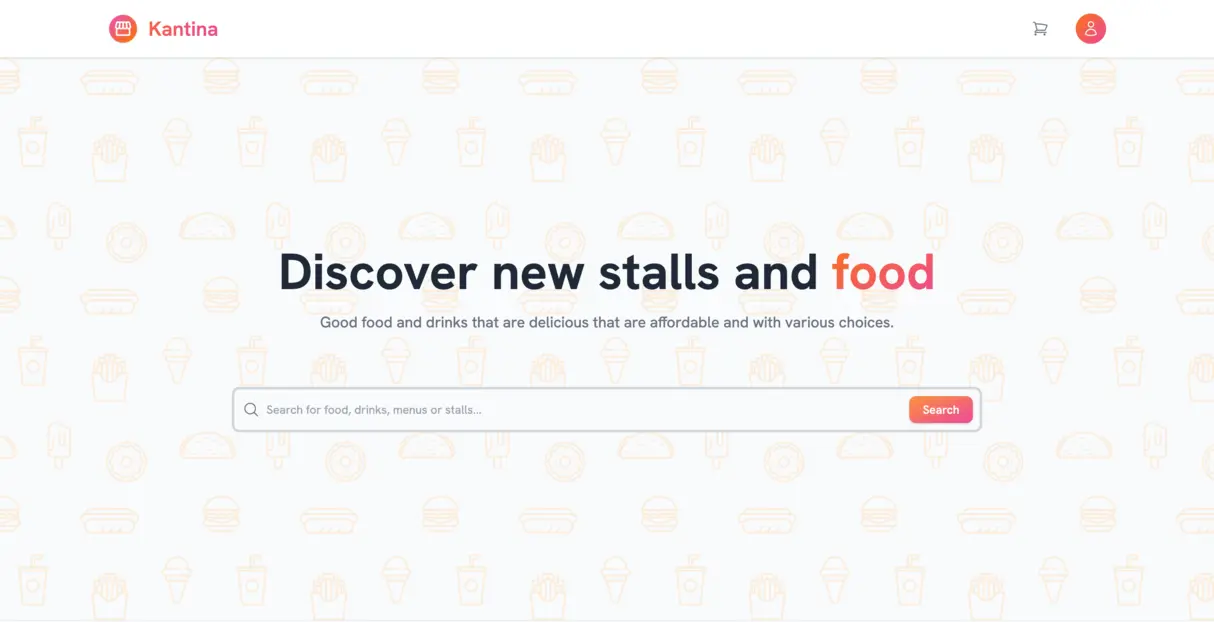 Kantina
Discover new stalls and food
Good food and drinks that are delicious that are affordable and with various choices.
Search for food, drinks, menus or stalls...
Search